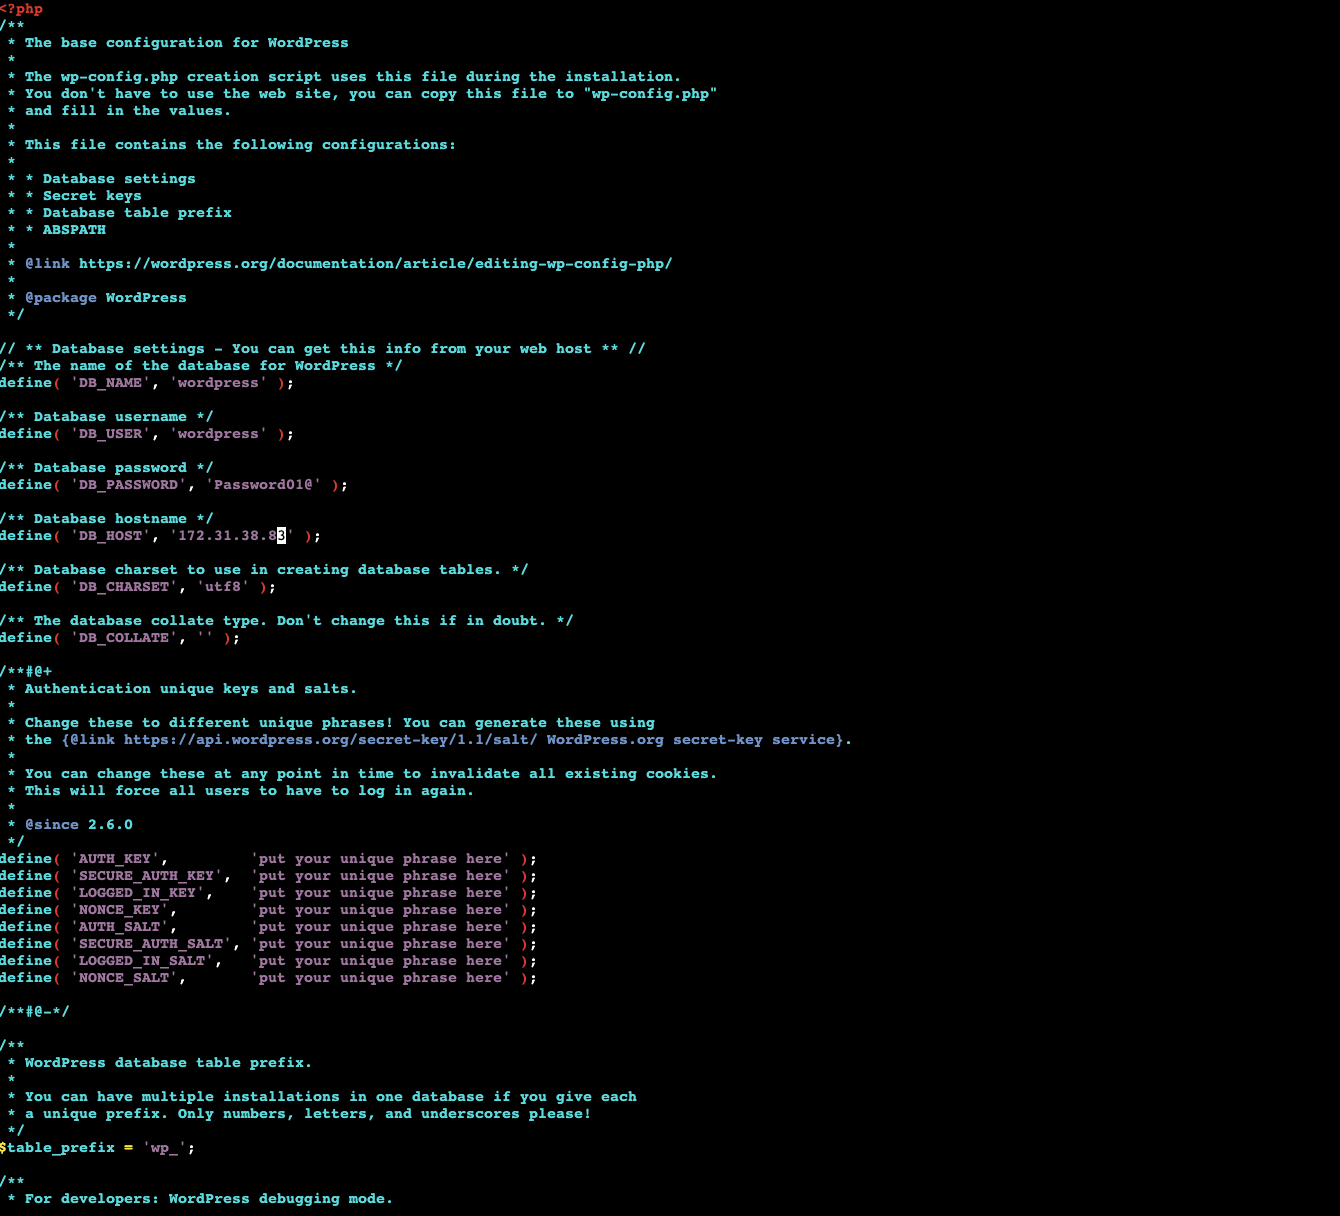 <?php
/**
 * The base configuration for WordPress
 *
 * The wp-config.php creation script uses this file during the installation.
 * You don't have to use the web site, you can copy this file to "wp-config.php"
 * and fill in the values.
 *
 * This file contains the following configurations:
 *
 * * Database settings
 * * Secret keys
 * * Database table prefix
 * * ABSPATH
 *
 * @link https://wordpress.org/documentation/article/editing-wp-config-php/
 *
 * @package WordPress
 */

// ** Database settings - You can get this info from your web host ** //
/** The name of the database for WordPress */
define( 'DB_NAME', 'wordpress' );

/** Database username */
define( 'DB_USER', 'wordpress' );

/** Database password */
define( 'DB_PASSWORD', 'Password01@' );

/** Database hostname */
define( 'DB_HOST', '172.31.38.83' );

/** Database charset to use in creating database tables. */
define( 'DB_CHARSET', 'utf8' );

/** The database collate type. Don't change this if in doubt. */
define( 'DB_COLLATE', '' );

/**#@+
 * Authentication unique keys and salts.
 *
 * Change these to different unique phrases! You can generate these using
 * the {@link https://api.wordpress.org/secret-key/1.1/salt/ WordPress.org secret-key service}.
 *
 * You can change these at any point in time to invalidate all existing cookies.
 * This will force all users to have to log in again.
 *
 * @since 2.6.0
 */
define( 'AUTH_KEY',         'put your unique phrase here' );
define( 'SECURE_AUTH_KEY',  'put your unique phrase here' );
define( 'LOGGED_IN_KEY',    'put your unique phrase here' );
define( 'NONCE_KEY',        'put your unique phrase here' );
define( 'AUTH_SALT',        'put your unique phrase here' );
define( 'SECURE_AUTH_SALT', 'put your unique phrase here' );
define( 'LOGGED_IN_SALT',   'put your unique phrase here' );
define( 'NONCE_SALT',       'put your unique phrase here' );

/**#@-*/

/**
 * WordPress database table prefix.
 *
 * You can have multiple installations in one database if you give each
 * a unique prefix. Only numbers, letters, and underscores please!
 */
$table_prefix = 'wp_';

/**
 * For developers: WordPress debugging mode.